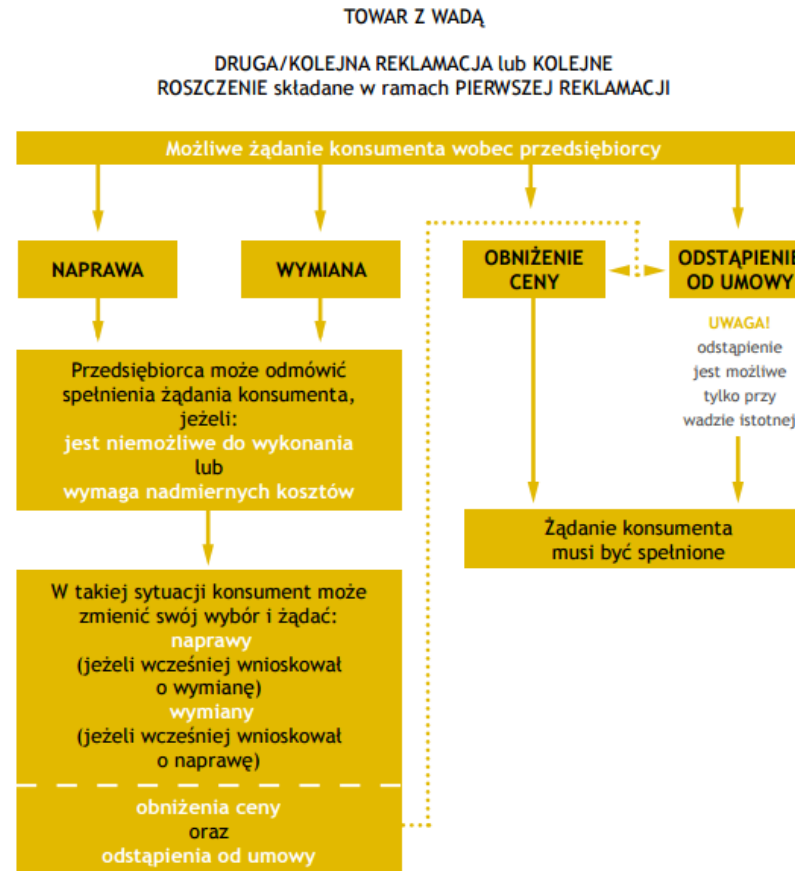 TOWAR Z WADĄ
DRUGA/KOLEJNA REKLAMACJA lub KOLEJNE
ROSZCZENIE składane w ramach PIERWSZEJ REKLAMACJI
Możliwe żądanie konsumenta wobec przedsiębiorcy
NAPRAWA
WYMIANA
OBNIŻENIE
CENY
ODSTĄPIENIE
OD UMOWY
UWAGA!
odstąpienie
jest możliwe
tylko przy
wadzie istotnej
Przedsiębiorca może odmówić
spełnienia żądania konsumenta,
jeżeli:
jest niemożliwe do wykonania
lub
wymaga nadmiernych kosztów
Żądanie konsumenta
musi być spełnione
W takiej sytuacji konsument może
zmienić swój wybór i żądać:
naprawy
(jeżeli wcześniej wnioskował
o wymianę)
wymiany
(jeżeli wcześniej wnioskował
o naprawę)
obniżenia ceny
oraz
odstąpienia od umowy